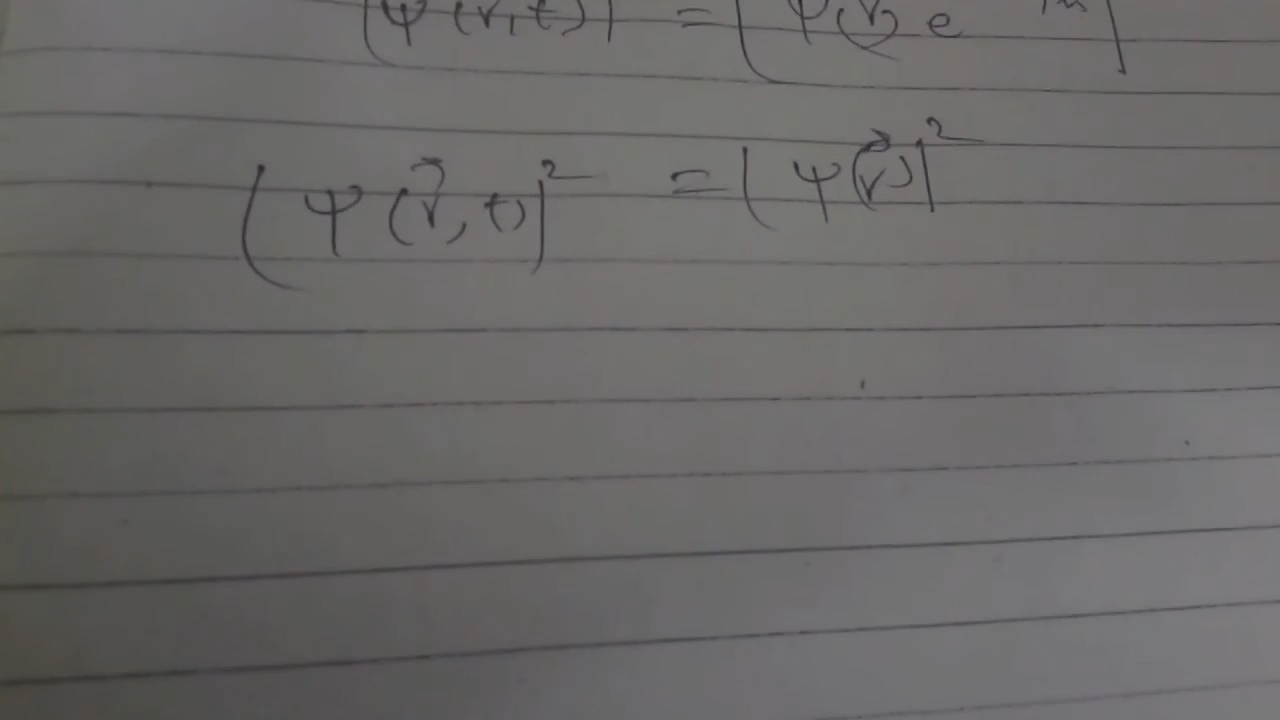 |ψ(r,t)| = |ψ(r) e
|ψ(r⃗, t)|² = |ψ(r⃗)|²